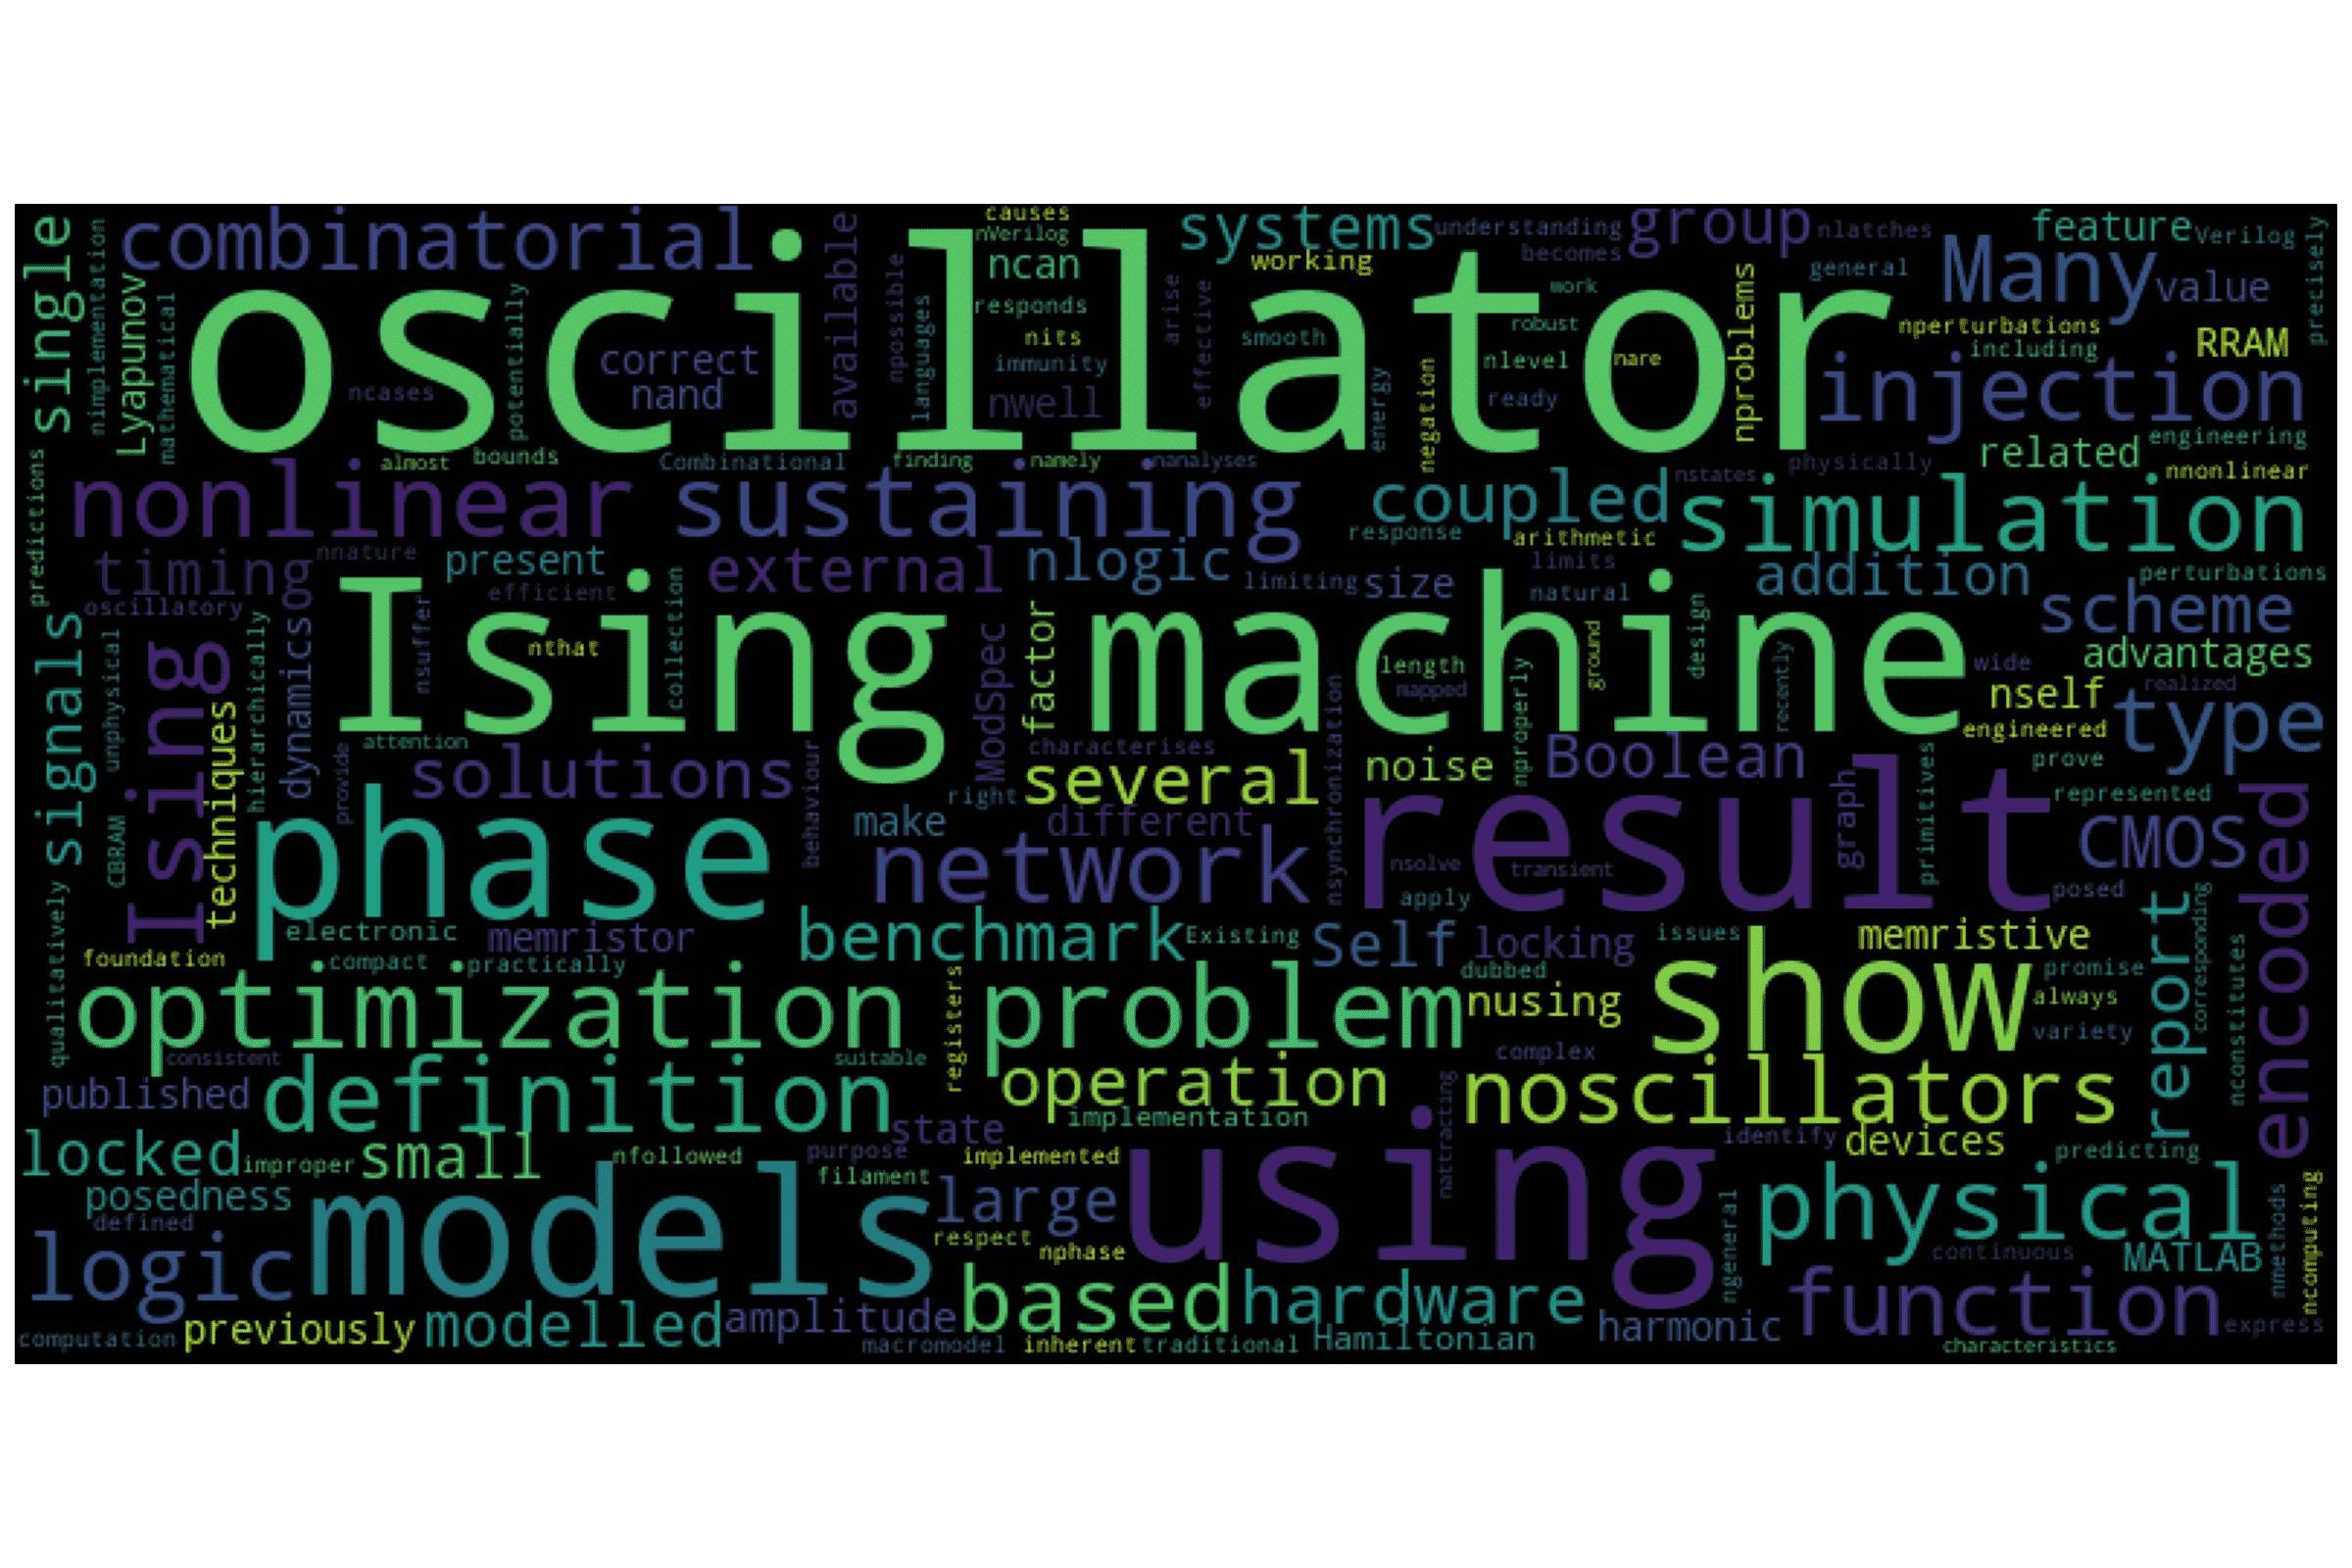 oscillator
Ising machine
result
phase
using
models
show
optimization
problem
noscillators
definition
physical
encoded
function
simulation
nonlinear
sustaining
combinatorial
injection
network
Many
Ising
type
logic
based
hardware
benchmark
operation
several
solutions
coupled
systems
group
single
signals
external
scheme
addition
CMOS
report
modelled
large
small
locked
timing
Boolean
Self
nlogic
feature
value
related
RRAM
advantages
nself
size
noise
present
correct
nand
available
nwell
ncan
Lyapunov
dynamics
techniques
factor
ModSpec
make
different
memristor
memristive
locking
nusing
graph
published
posedness
previously
amplitude
state
devices
harmonic
MATLAB
Hamiltonian
causes
nVerilog
understanding
becomes
nlatches
Verilog
precisely
working
general
work
responds
robust
nperturbations
including
smooth
nits
immunity
nlevel
nare
ready
nproblems
engineering
physically
nnonlinear
nimplementation
mathematical
potentially
ncases
npossible
languages
arise
effective
energy
negation
almost
bounds
Combinational
finding
namely
nanalyses
nstates
response
arithmetic
limits
limiting
natural
perturbations
predictions
nnature
efficient
oscillatory
nthat
nsuffer
collection
hierarchically
unphysical
length
mapped
ground
design
nproperly
recently
wide
realized
engineered
prove
attention
provide
characterises
behaviour
right
nsynchronization
primitives
represented
nsolve
transient
apply
posed
CBRAM
electronic
Existing
issues
foundation
compact
practically
dubbed
promise
always
variety
corresponding
nconstitutes
qualitatively
registers
consistent
suitable
complex
implementation
identify
predicting
nattracting
improper
nfollowed
purpose
filament
implemented
defined
respect
nphase
ngeneral
continuous
nmethods
ncomputing
computation
macromodel
inherent
traditional
characteristics
express